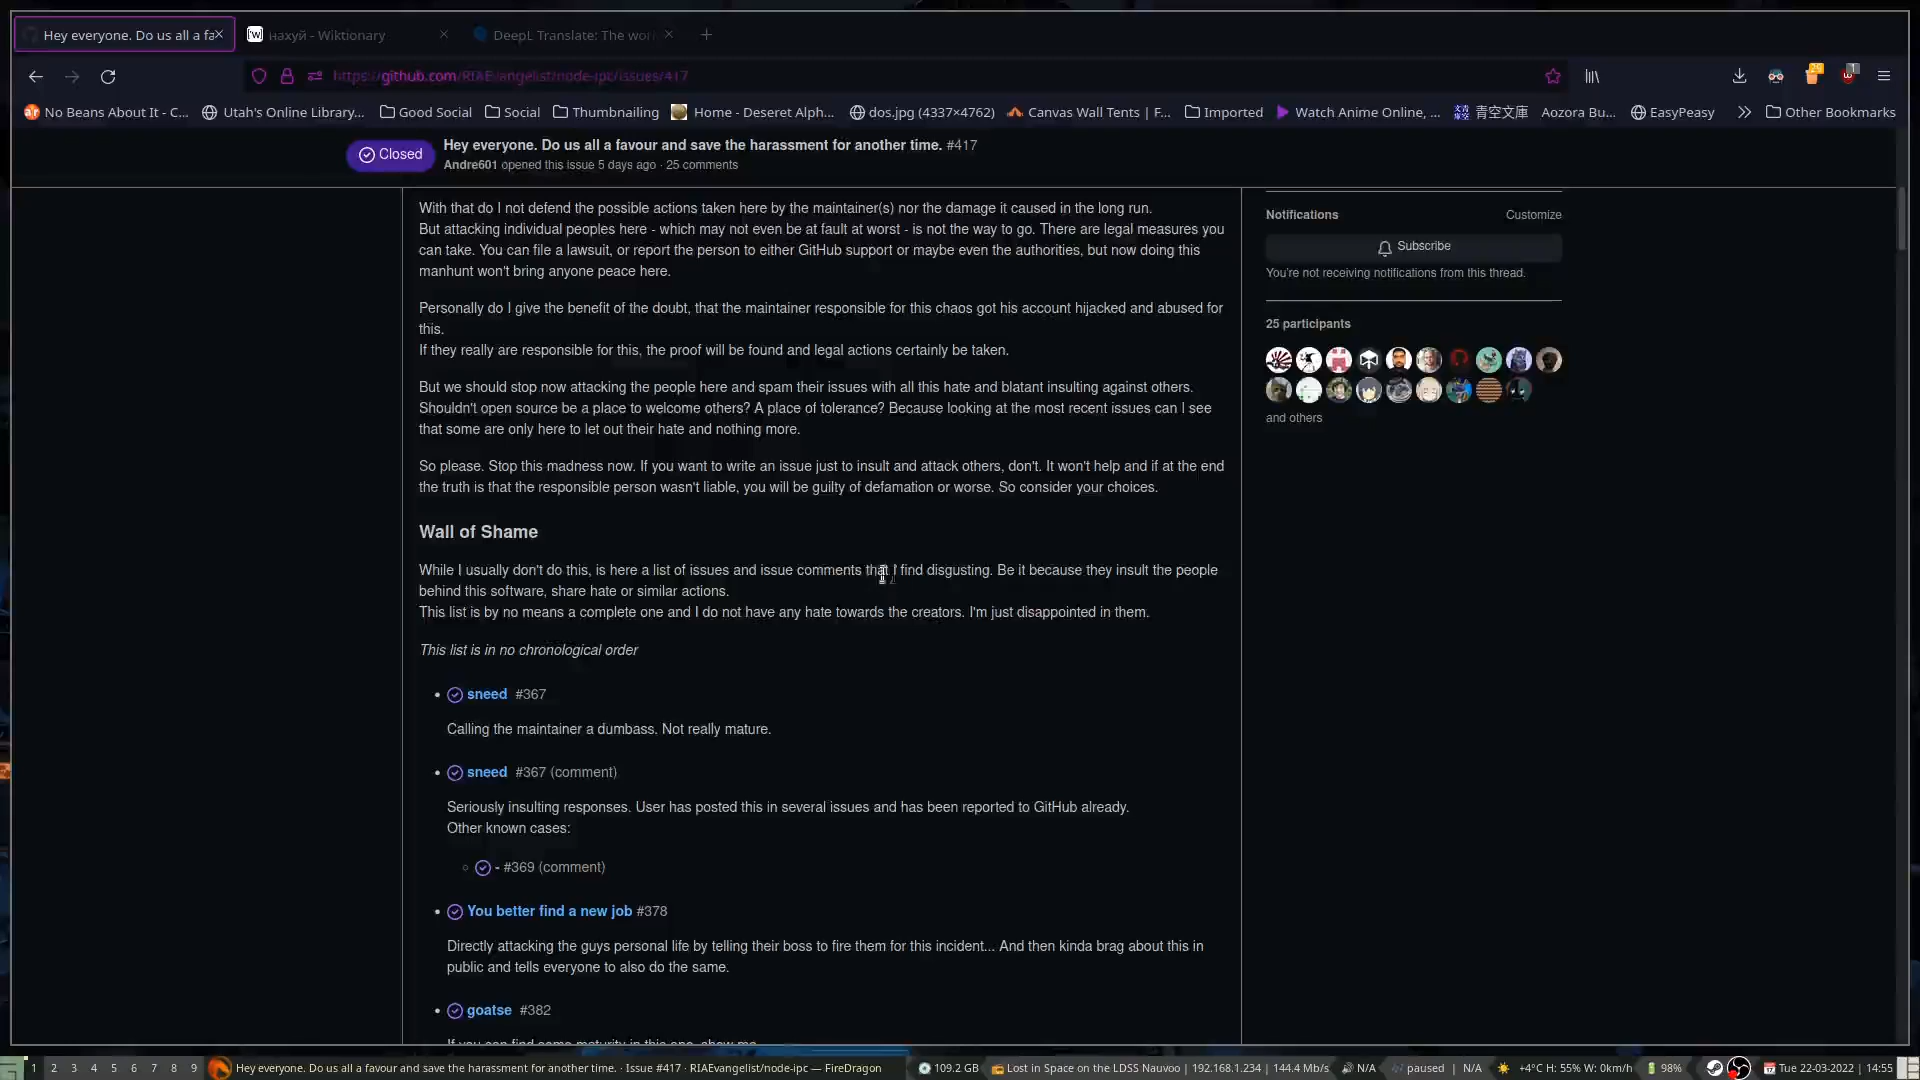 Hey everyone. Do us all a fa
нахуй - Wiktionary
DeepL Translate: The wor
https://github.com/RIAEvangelist/node-ipc/issues/417
25
1
No Beans About It - C...
Utah's Online Library...
Good Social
Social
Thumbnailing
Home - Deseret Alph...
dos.jpg (4337×4762)
Canvas Wall Tents | F...
Imported
Watch Anime Online, ...
青空文庫 Aozora Bu...
EasyPeasy
Other Bookmarks
Closed
Hey everyone. Do us all a favour and save the harassment for another time. #417
Andre601 opened this issue 5 days ago · 25 comments
With that do I not defend the possible actions taken here by the maintainer(s) nor the damage it caused in the long run.
But attacking individual peoples here - which may not even be at fault at worst - is not the way to go. There are legal measures you
can take. You can file a lawsuit, or report the person to either GitHub support or maybe even the authorities, but now doing this
manhunt won't bring anyone peace here.
Personally do I give the benefit of the doubt, that the maintainer responsible for this chaos got his account hijacked and abused for
this.
If they really are responsible for this, the proof will be found and legal actions certainly be taken.
But we should stop now attacking the people here and spam their issues with all this hate and blatant insulting against others.
Shouldn't open source be a place to welcome others? A place of tolerance? Because looking at the most recent issues can I see
that some are only here to let out their hate and nothing more.
So please. Stop this madness now. If you want to write an issue just to insult and attack others, don't. It won't help and if at the end
the truth is that the responsible person wasn't liable, you will be guilty of defamation or worse. So consider your choices.
Wall of Shame
While I usually don't do this, is here a list of issues and issue comments that I find disgusting. Be it because they insult the people
behind this software, share hate or similar actions.
This list is by no means a complete one and I do not have any hate towards the creators. I'm just disappointed in them.
This list is in no chronological order
sneed #367
Calling the maintainer a dumbass. Not really mature.
sneed #367 (comment)
Seriously insulting responses. User has posted this in several issues and has been reported to GitHub already.
Other known cases:
- #369 (comment)
You better find a new job #378
Directly attacking the guys personal life by telling their boss to fire them for this incident... And then kinda brag about this in
public and tells everyone to also do the same.
goatse #382
If you can find some maturity in this one, show me
Notifications
Customize
Subscribe
You're not receiving notifications from this thread.
25 participants
and others
1 2 3 4 5 6 7 8 9
Hey everyone. Do us all a favour and save the harassment for another time. · Issue #417 · RIAEvangelist/node-ipc — FireDragon
109.2 GB
Lost in Space on the LDSS Nauvoo | 192.168.1.234 | 144.4 Mb/s
N/A
paused | N/A
+4°C H: 55% W: 0km/h
98%
Tue 22-03-2022 | 14:55